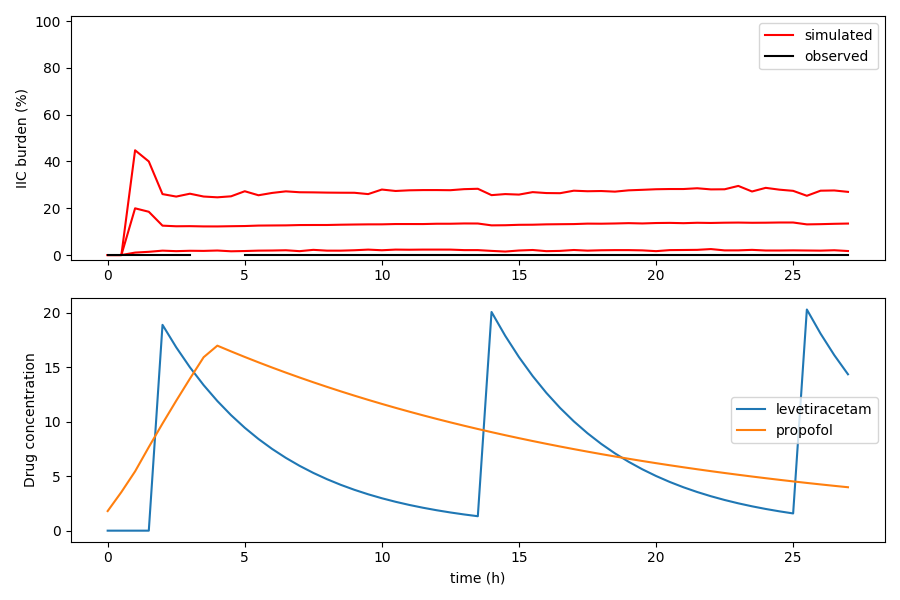 IIC burden (%)
100
80
60
40
20
0
simulated
observed
0 5 10 15 20 25
Drug concentration
20
15
10
5
0
levetiracetam
propofol
0 5 10 15 20 25
time (h)